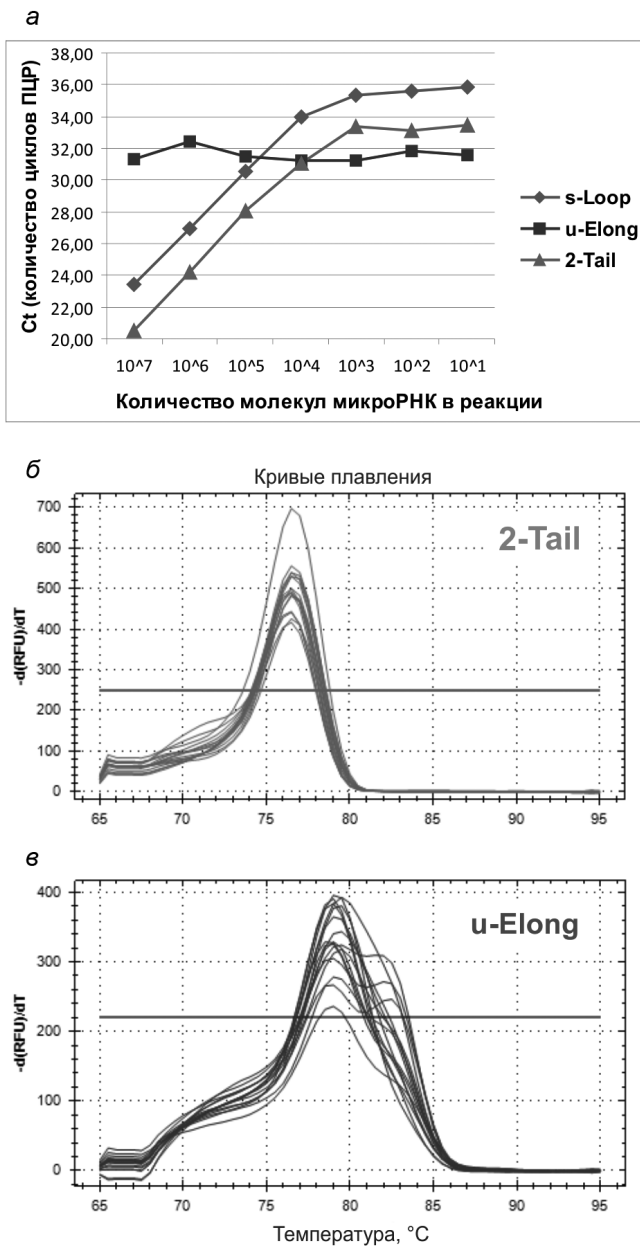 а
Ct (количество циклов ПЦР)
38,00
36,00
34,00
32,00
30,00
28,00
26,00
24,00
22,00
20,00
10^7 10^6 10^5 10^4 10^3 10^2 10^1
Количество молекул микроРНК в реакции
s-Loop
u-Elong
2-Tail
б
Кривые плавления
2-Tail
-d(RFU)/dT
700
600
500
400
300
200
100
0
65 70 75 80 85 90 95
в
u-Elong
-d(RFU)/dT
400
300
200
100
0
65 70 75 80 85 90 95
Температура, °C